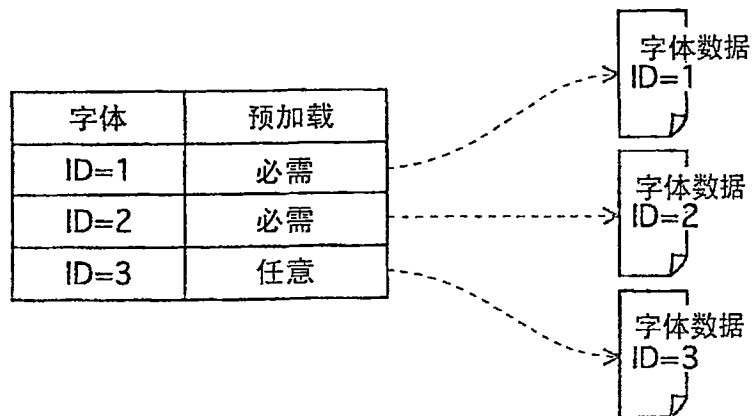 字体 预加载
ID=1 必需
ID=2 必需
ID=3 任意
字体数据
ID=1
字体数据
ID=2
字体数据
ID=3